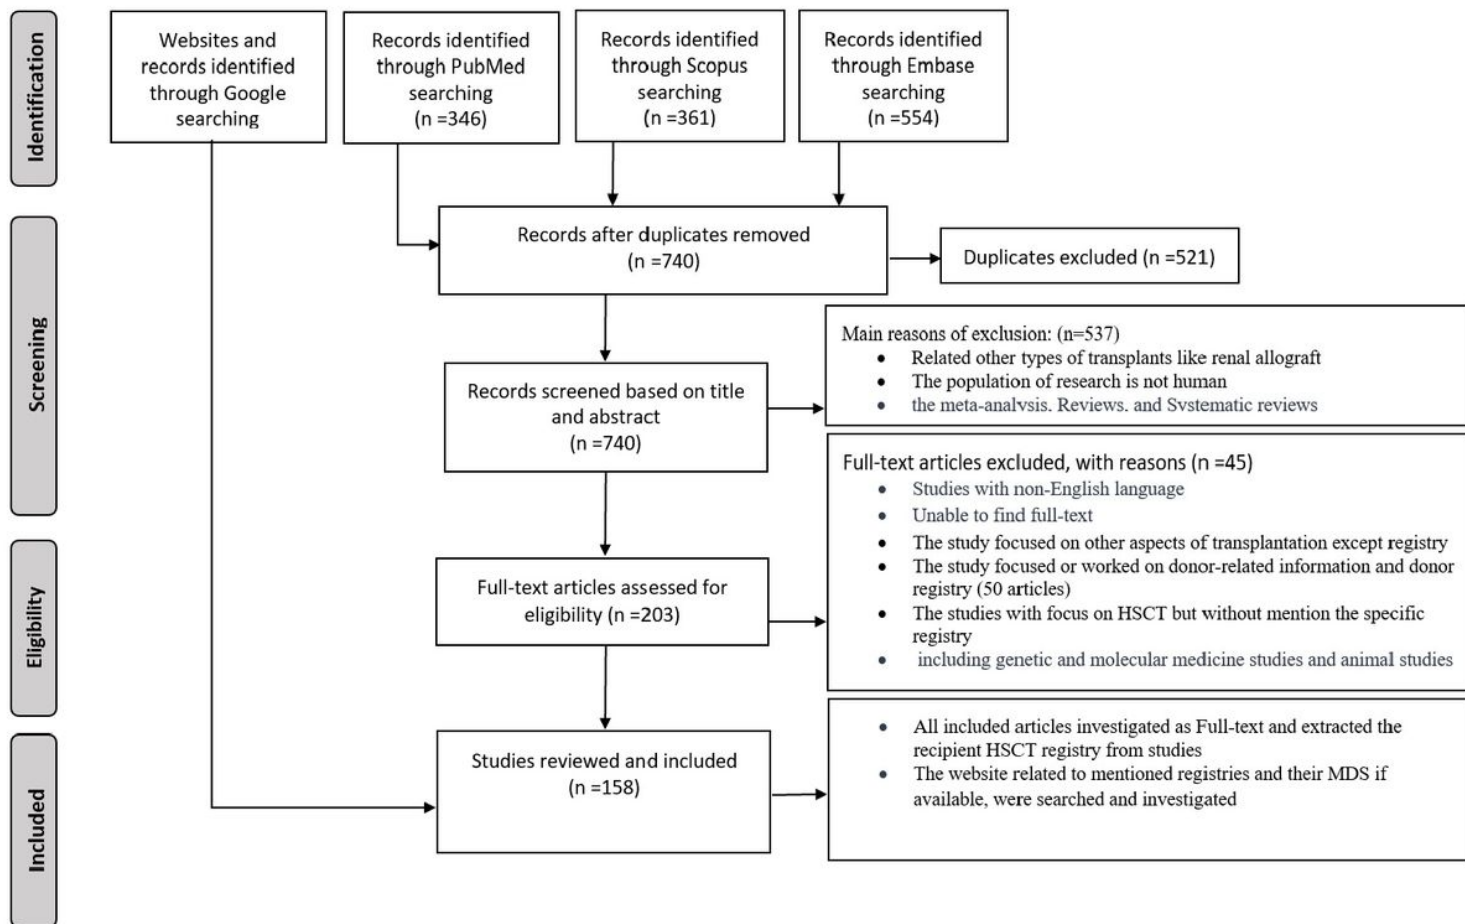 Identification
Websites and
records identified
through Google
searching
Records identified
through PubMed
searching
(n =346)
Records identified
through Scopus
searching
(n =361)
Records identified
through Embase
searching
(n =554)
Screening
Records after duplicates removed
(n =740)
Duplicates excluded (n =521)
Records screened based on title
and abstract
(n =740)
Main reasons of exclusion: (n=537)
• Related other types of transplants like renal allograft
• The population of research is not human
• the meta-analysis. Reviews. and Systematic reviews
Eligibility
Full-text articles assessed for
eligibility (n =203)
Full-text articles excluded, with reasons (n =45)
• Studies with non-English language
• Unable to find full-text
• The study focused on other aspects of transplantation except registry
• The study focused or worked on donor-related information and donor
registry (50 articles)
• The studies with focus on HSCT but without mention the specific
registry
• including genetic and molecular medicine studies and animal studies
Included
Studies reviewed and included
(n =158)
• All included articles investigated as Full-text and extracted the
recipient HSCT registry from studies
• The website related to mentioned registries and their MDS if
available, were searched and investigated